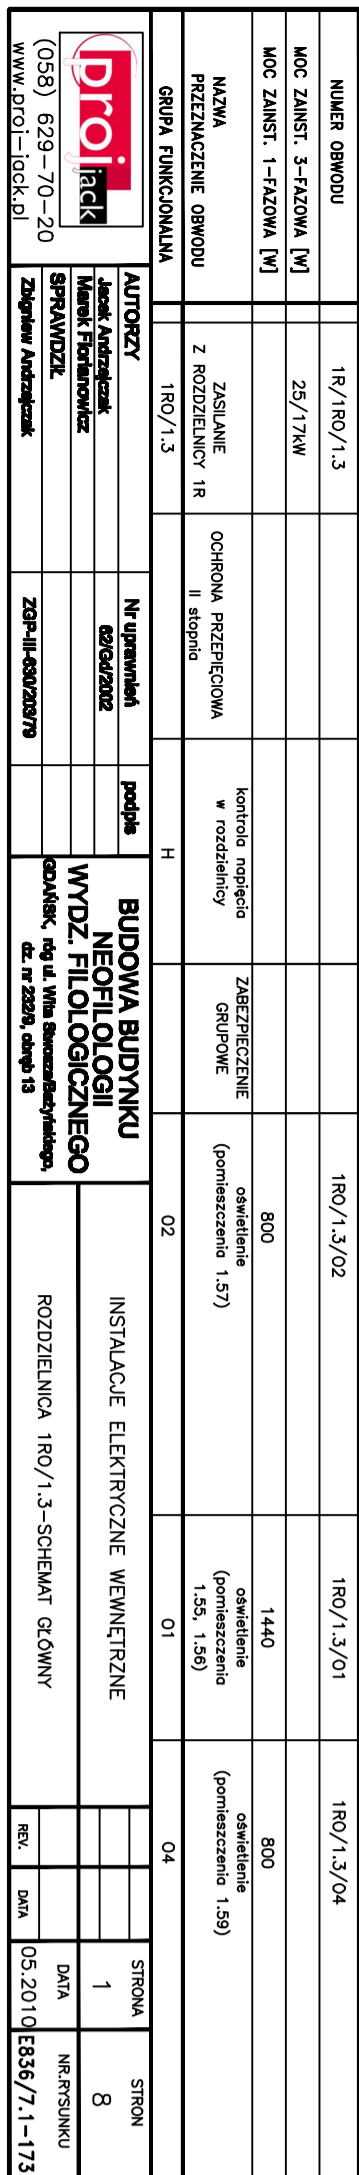 NUMER OBWODU 1R/1RO/1.3 1RO/1.3/02 1RO/1.3/01 1RO/1.3/04
MOC ZAINST. 3-FAZOWA [W] 25/17kW
MOC ZAINST. 1-FAZOWA [W] 800 1440 800
NAZWA
PRZEZNACZENIE OBWODU
ZASILANIE
Z ROZDZIELNICY 1R
OCHRONA PRZEPIĘCIOWA
II stopnia
kontrola napięcia
w rozdzielnicy
ZABEZPIECZENIE
GRUPOWE
oświetlenie
(pomieszczenia 1.57)
oświetlenie
(pomieszczenia
1.55, 1.56)
oświetlenie
(pomieszczenia 1.59)
GRUPA FUNKCJONALNA 1RO/1.3 H 02 01 04
proj
jack
(058) 629-70-20
www.proj-jack.pl
AUTORZY Nr uprawnień podpis
Jacek Andrzejczak 62/Gd/2002
Marek Florianowicz
SPRAWDZIŁ
Zbigniew Andrzejczak ZGP-III-630/203/79
BUDOWA BUDYNKU
NEOFILOLOGII
WYDZ. FILOLOGICZNEGO
GDAŃSK, róg ul. Wita Stwosza/Bażyńskiego,
dz. nr 232/9, obręb 13
INSTALACJE ELEKTRYCZNE WEWNĘTRZNE
ROZDZIELNICA 1RO/1.3-SCHEMAT GŁÓWNY
REV. DATA
STRONA STRON
1 8
DATA NR.RYSUNKU
05.2010 E836/7.1-173